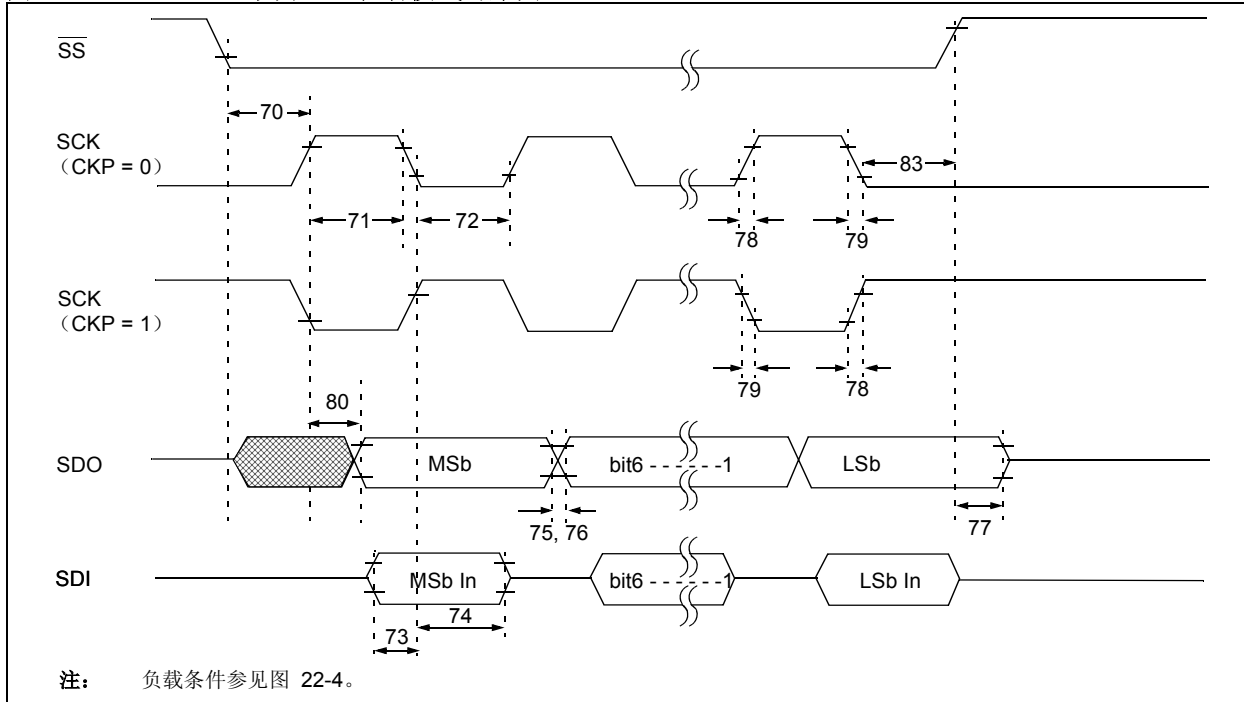 SS
70
SCK
（CKP = 0）
83
71
72
78
79
SCK
（CKP = 1）
79
78
80
SDO
MSb
bit6 - - - - - - -1
LSb
75, 76
77
SDI
MSb In
bit6 - - - - - -1
LSb In
74
73
注： 负载条件参见图 22-4。